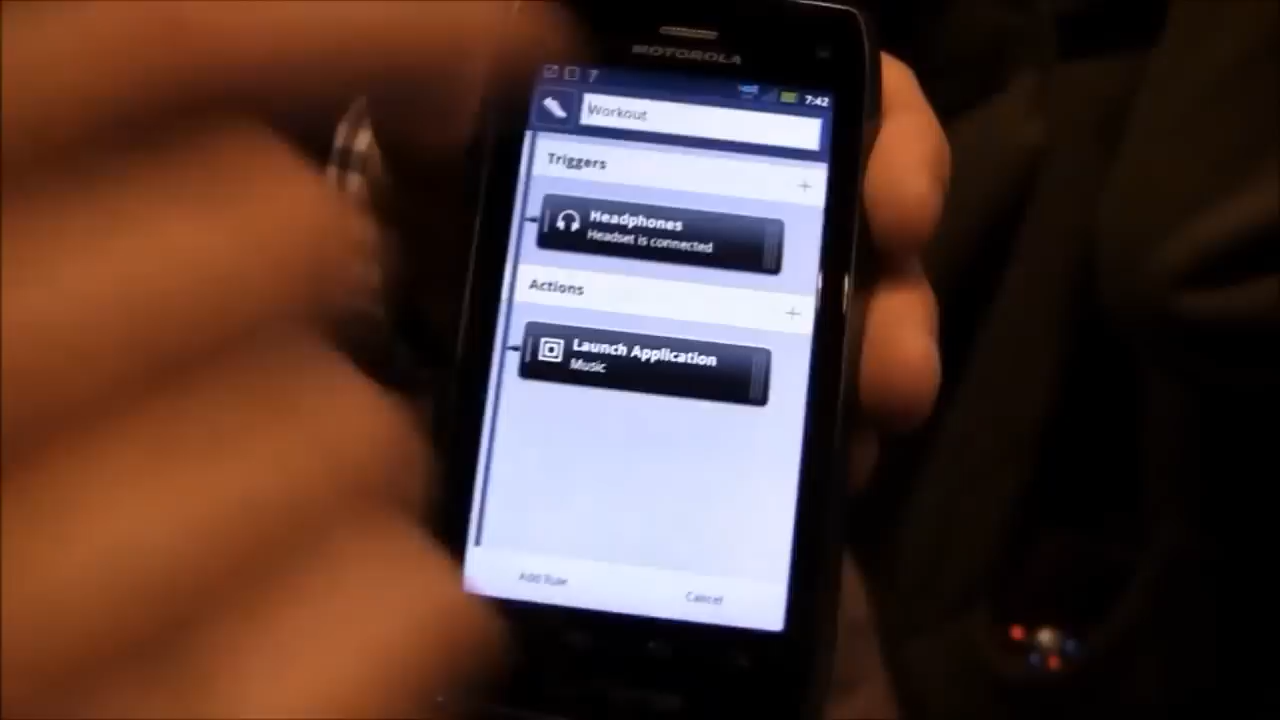 MOTOROLA
7:42
Workout
Triggers
+
Headphones
Headset is connected
Actions
+
Launch Application
Music
Add Rule
Cancel